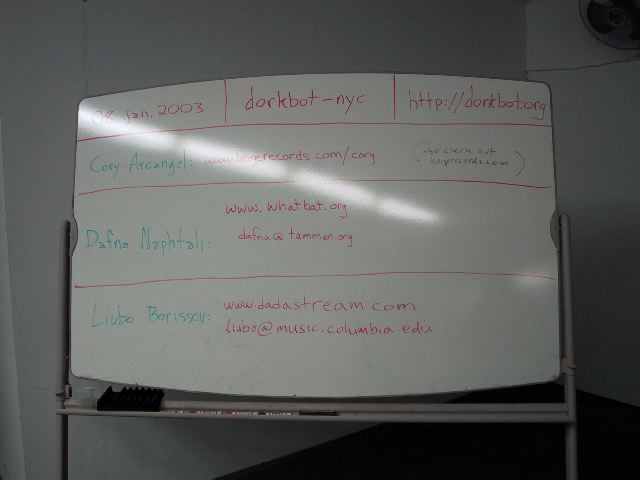 08 jan. 2003 dorkbot-nyc http://dorkbot.org
Cory Arcangel: www.beigerecords.com/cory (also check out
beigerecords.com)
www.whatbat.org
Dafna Naphtali: dafna@tammen.org
www.dadastream.com
Liubo Borissov: liubo@music.columbia.edu